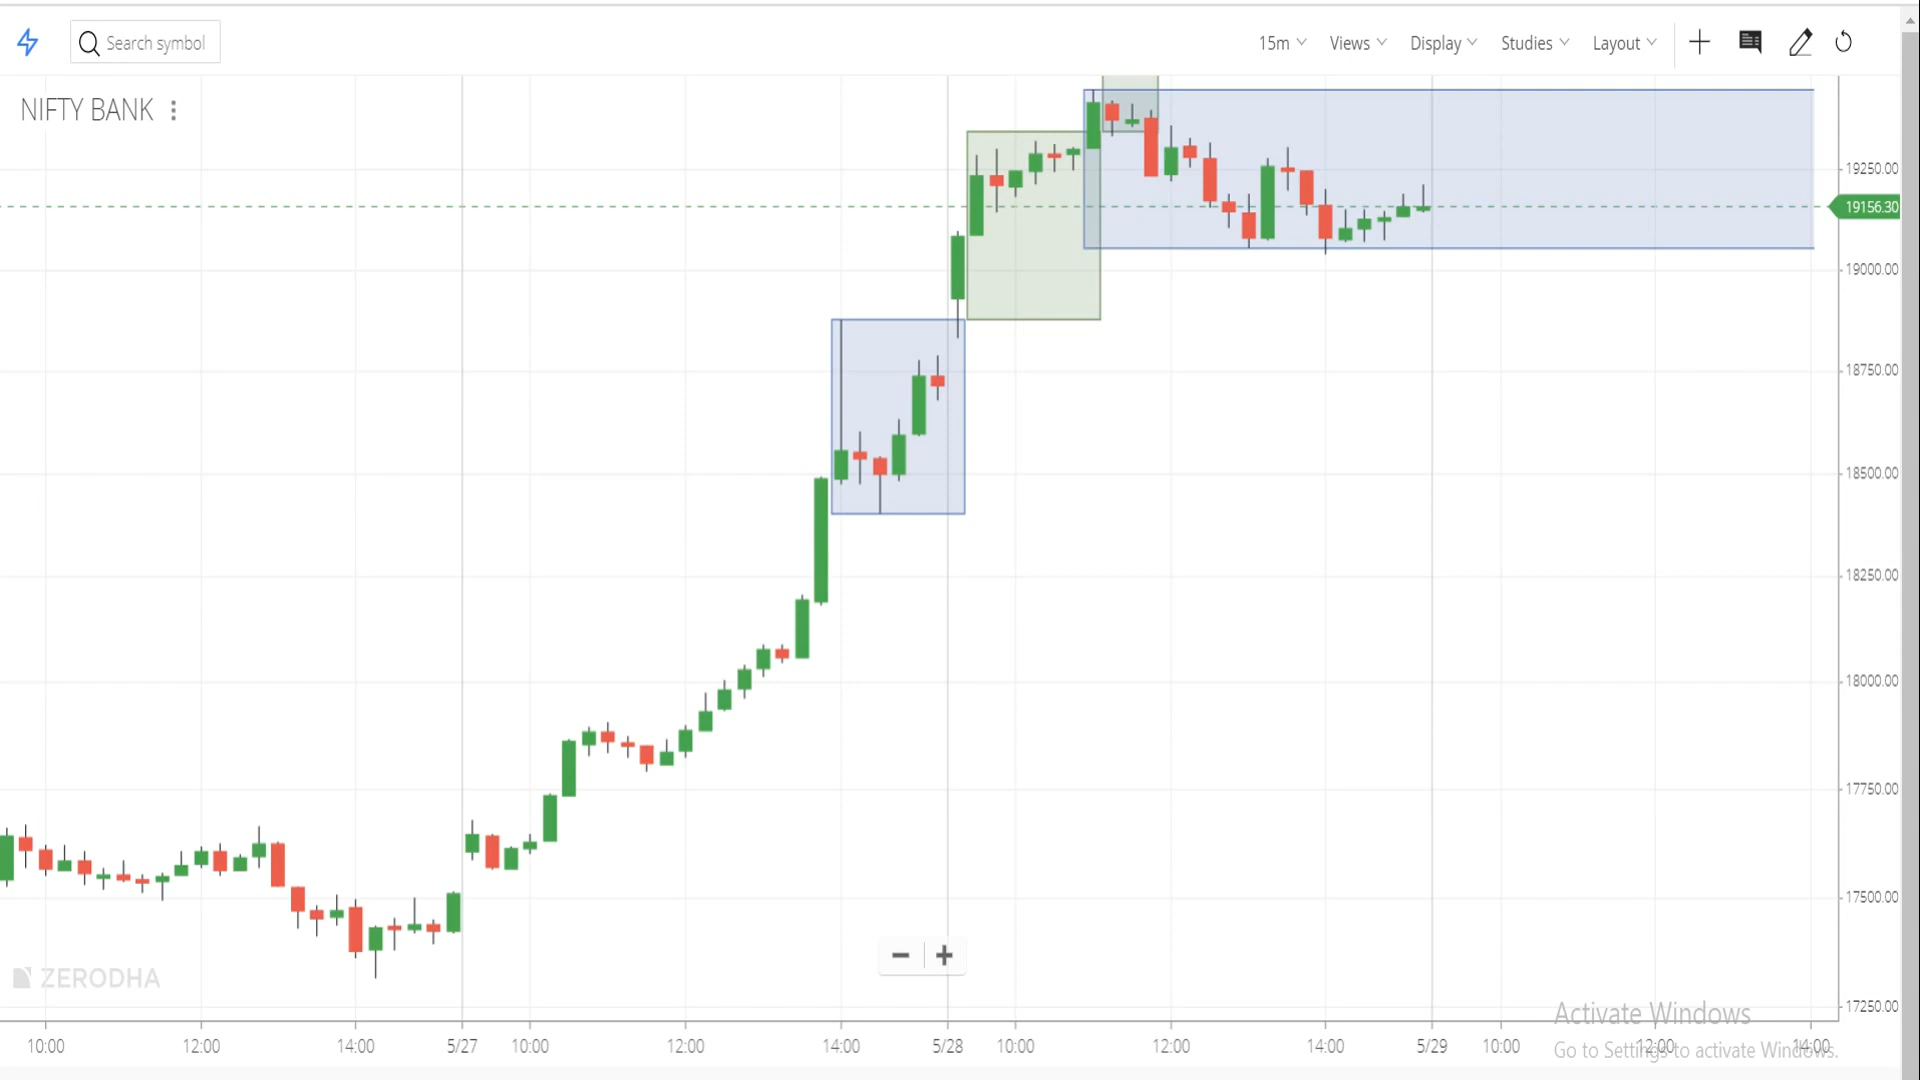 Search symbol
15m
Views
Display
Studies
Layout
NIFTY BANK
19250.00
19156.30
19000.00
18750.00
18500.00
18250.00
18000.00
17750.00
17500.00
17250.00
ZERODHA
Activate Windows
Go to Settings to activate Windows.
10:00 12:00 14:00 5/27 10:00 12:00 14:00 5/28 10:00 12:00 14:00 5/29 10:00 12:00 14:00